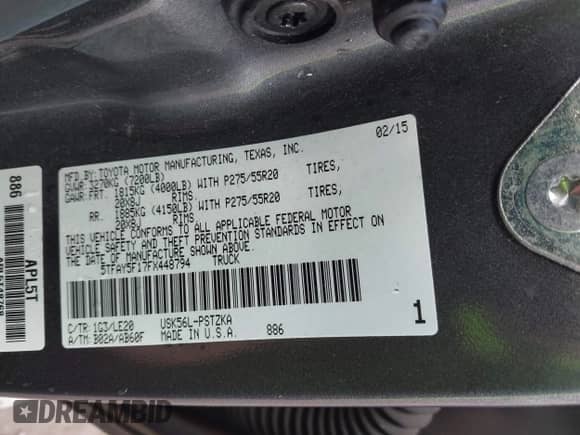 02/15
MFD.BY:TOYOTA MOTOR MANUFACTURING, TEXAS, INC.
GVWR: 3270KG (7200LB)
GAWR:FRT. 1815KG (4000LB) WITH P275/55R20 TIRES,
20X8J RIMS
RR. 1885KG (4150LB) WITH P275/55R20 TIRES,
20X8J RIMS
THIS VEHICLE CONFORMS TO ALL APPLICABLE FEDERAL MOTOR
VEHICLE SAFETY AND THEFT PREVENTION STANDARDS IN EFFECT ON
THE DATE OF MANUFACTURE SHOWN ABOVE.
5TFAY5F17FX448794 TRUCK
C/TR: 1G3/LE20 USK56L-PSTZKA
A/TM: B02A/AB60F MADE IN U.S.A. 886
1
886
APL5T
DREAMBID